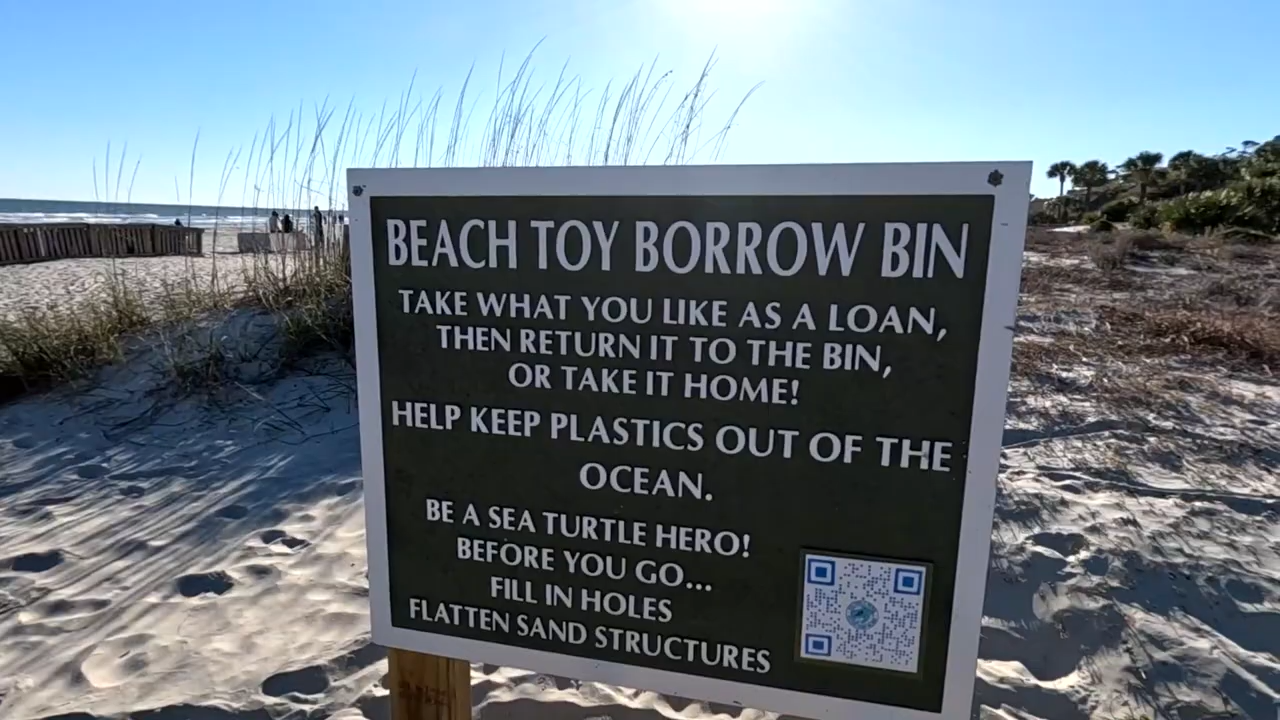 BEACH TOY BORROW BIN
TAKE WHAT YOU LIKE AS A LOAN,
THEN RETURN IT TO THE BIN,
OR TAKE IT HOME!
HELP KEEP PLASTICS OUT OF THE
OCEAN.
BE A SEA TURTLE HERO!
BEFORE YOU GO...
FILL IN HOLES
FLATTEN SAND STRUCTURES